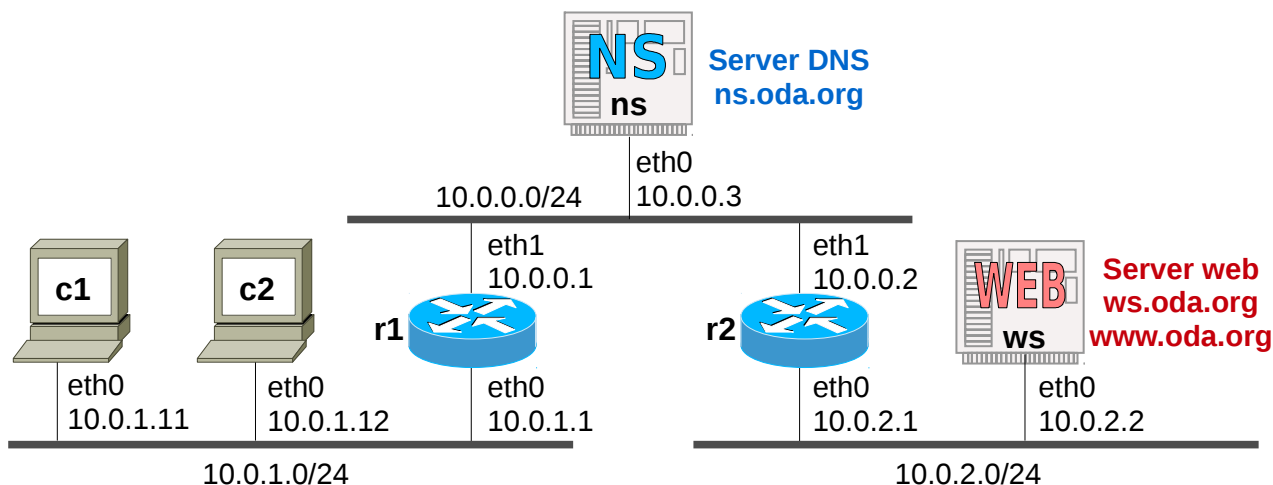 NS
ns
Server DNS
ns.oda.org
eth0
10.0.0.3
10.0.0.0/24
eth1
10.0.0.1
eth1
10.0.0.2
c1
c2
r1
r2
WEB
ws
Server web
ws.oda.org
www.oda.org
eth0
10.0.1.11
eth0
10.0.1.12
eth0
10.0.1.1
eth0
10.0.2.1
eth0
10.0.2.2
10.0.1.0/24
10.0.2.0/24